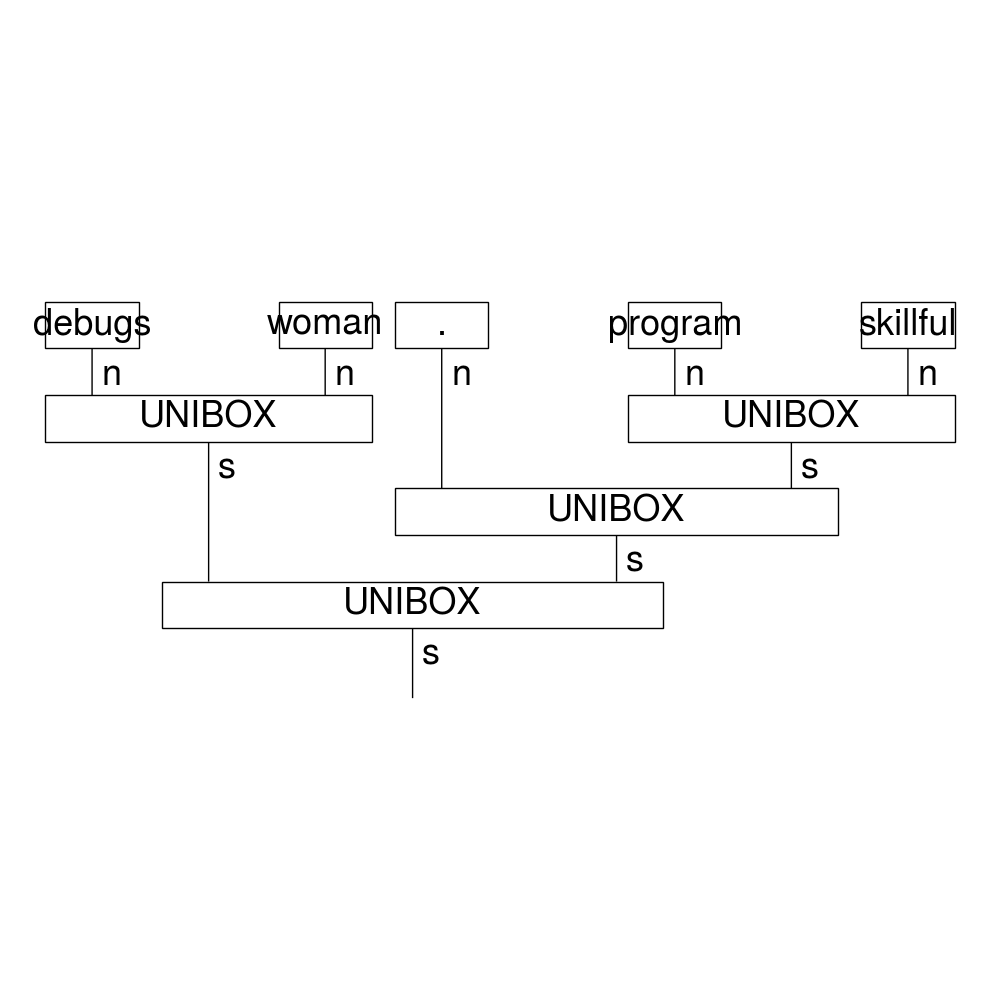 debugs woman . program skillful
n n n n n
UNIBOX UNIBOX
s s
UNIBOX
s
UNIBOX
s